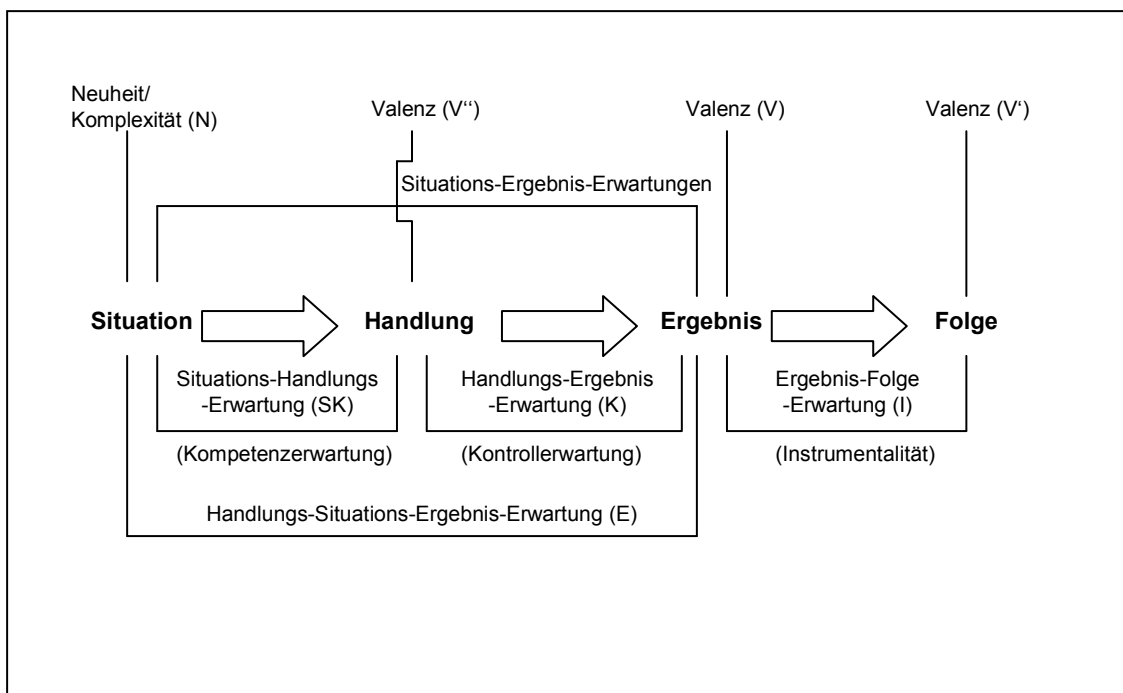 Neuheit/
Komplexität (N)
Valenz (V‘‘)
Valenz (V)
Valenz (V‘)
Situations-Ergebnis-Erwartungen
Situation
Handlung
Ergebnis
Folge
Situations-Handlungs
-Erwartung (SK)
Handlungs-Ergebnis
-Erwartung (K)
Ergebnis-Folge
-Erwartung (I)
(Kompetenzerwartung)
(Kontrollerwartung)
(Instrumentalität)
Handlungs-Situations-Ergebnis-Erwartung (E)